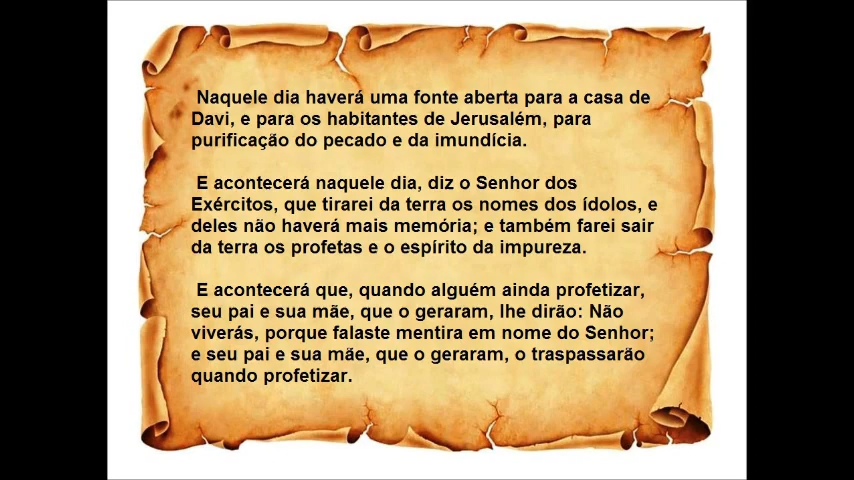 Naquele dia haverá uma fonte aberta para a casa de
Davi, e para os habitantes de Jerusalém, para
purificação do pecado e da imundícia.
E acontecerá naquele dia, diz o Senhor dos
Exércitos, que tirarei da terra os nomes dos ídolos, e
deles não haverá mais memória; e também farei sair
da terra os profetas e o espírito da impureza.
E acontecerá que, quando alguém ainda profetizar,
seu pai e sua mãe, que o geraram, lhe dirão: Não
viverás, porque falaste mentira em nome do Senhor;
e seu pai e sua mãe, que o geraram, o traspassarão
quando profetizar.